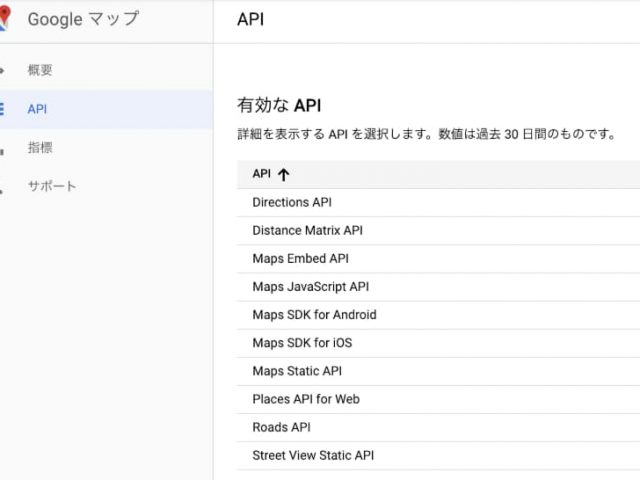 Google マップ
API
概要
API
指標
サポート
有効な API
詳細を表示する API を選択します。数値は過去 30 日間のものです。
API ↑
Directions API
Distance Matrix API
Maps Embed API
Maps JavaScript API
Maps SDK for Android
Maps SDK for iOS
Maps Static API
Places API for Web
Roads API
Street View Static API